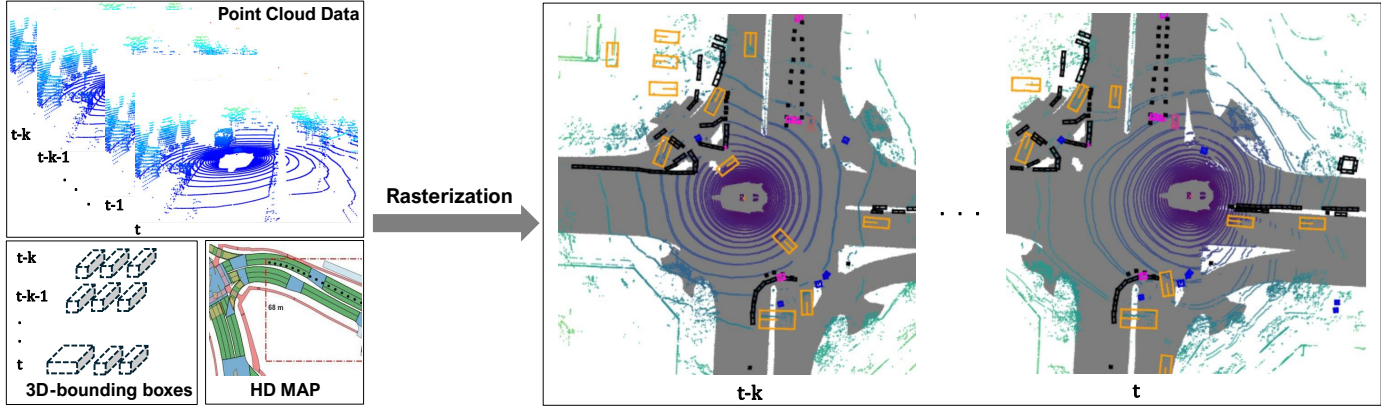 Point Cloud Data
t-k
t-k-1
.
.
.
t-1
t
t-k
t-k-1
.
.
t
3D-bounding boxes
68 m
HD MAP
Rasterization
. . .
t-k
t